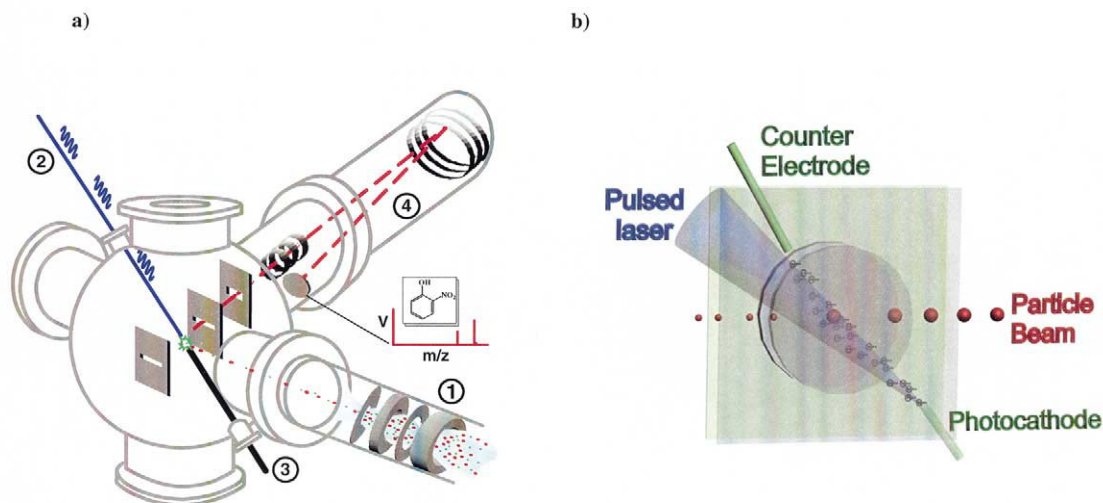 a)
b)
②
④
①
③
OH
NO₂
V
m/z
Counter
Electrode
Pulsed
laser
Particle
Beam
Photocathode